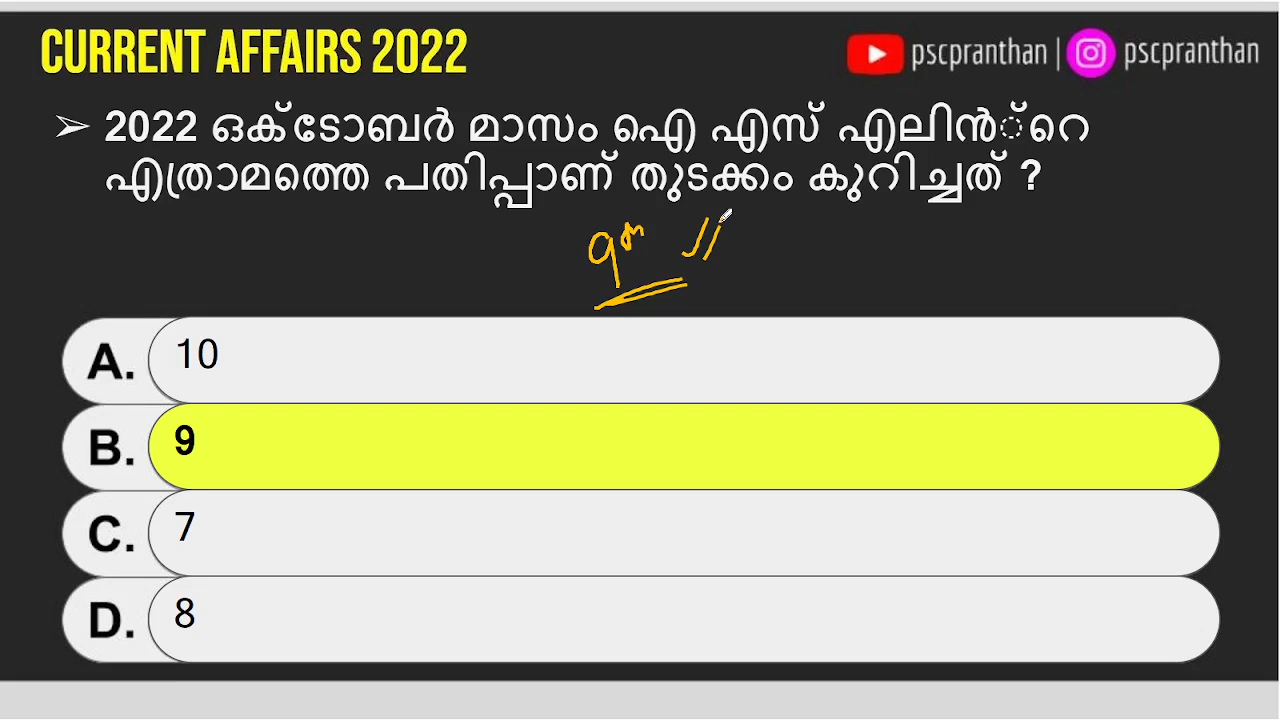 CURRENT AFFAIRS 2022
pscpranthan | pscpranthan
➢ 2022 ഒക്ടോബർ മാസം ഐ എസ് എലിൻ്റെ
എത്രാമത്തെ പതിപ്പാണ് തുടക്കം കുറിച്ചത് ?
9
A. 10
B. 9
C. 7
D. 8